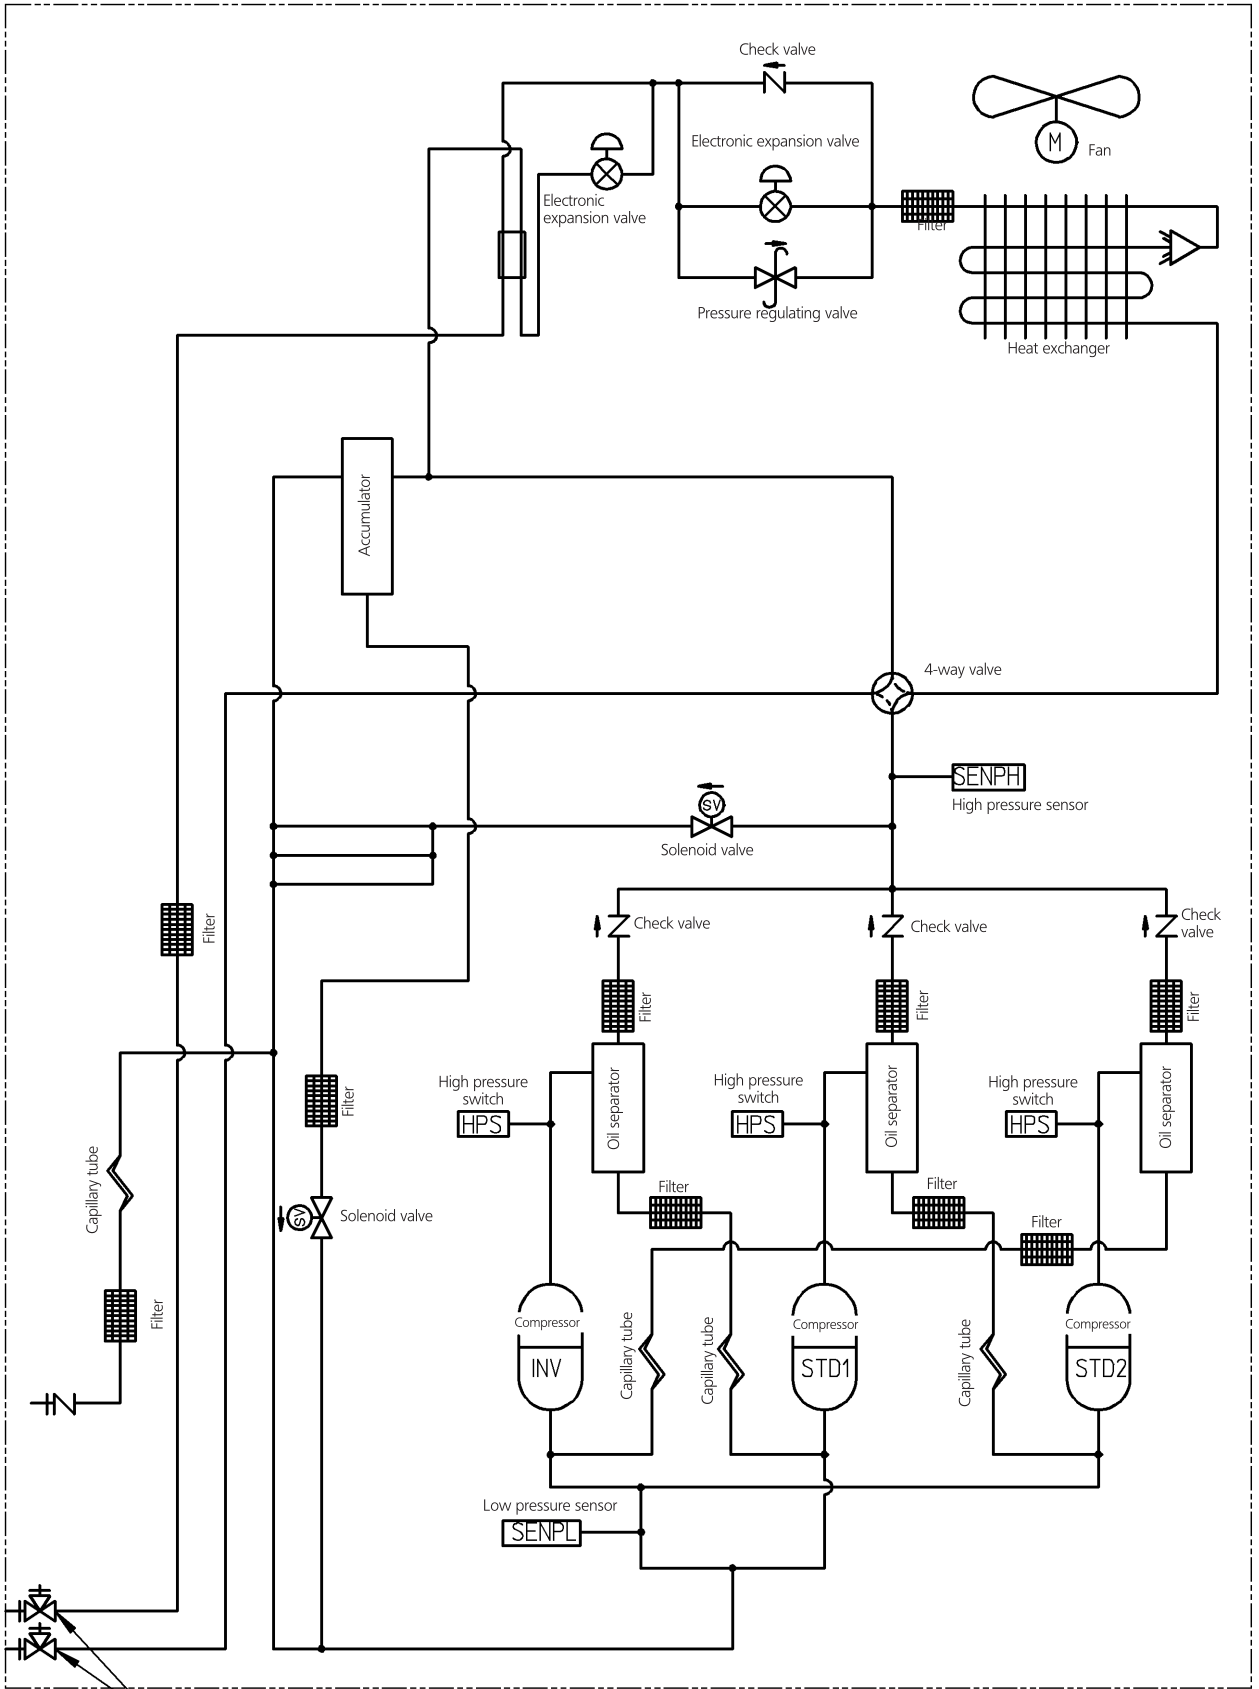 Check valve
M
Fan
Electronic expansion valve
Electronic
expansion valve
Filter
Pressure regulating valve
Heat exchanger
Accumulator
4-way valve
SENPH
High pressure sensor
SV
Solenoid valve
Filter
Check valve
Check valve
Check
valve
Filter
Filter
Filter
High pressure
switch
HPS
Oil separator
High pressure
switch
HPS
Oil separator
High pressure
switch
HPS
Oil separator
Filter
Capillary tube
SV
Solenoid valve
Filter
Filter
Filter
Filter
Compressor
INV
Capillary tube
Capillary tube
Compressor
STD1
Capillary tube
Compressor
STD2
Low pressure sensor
SENPL